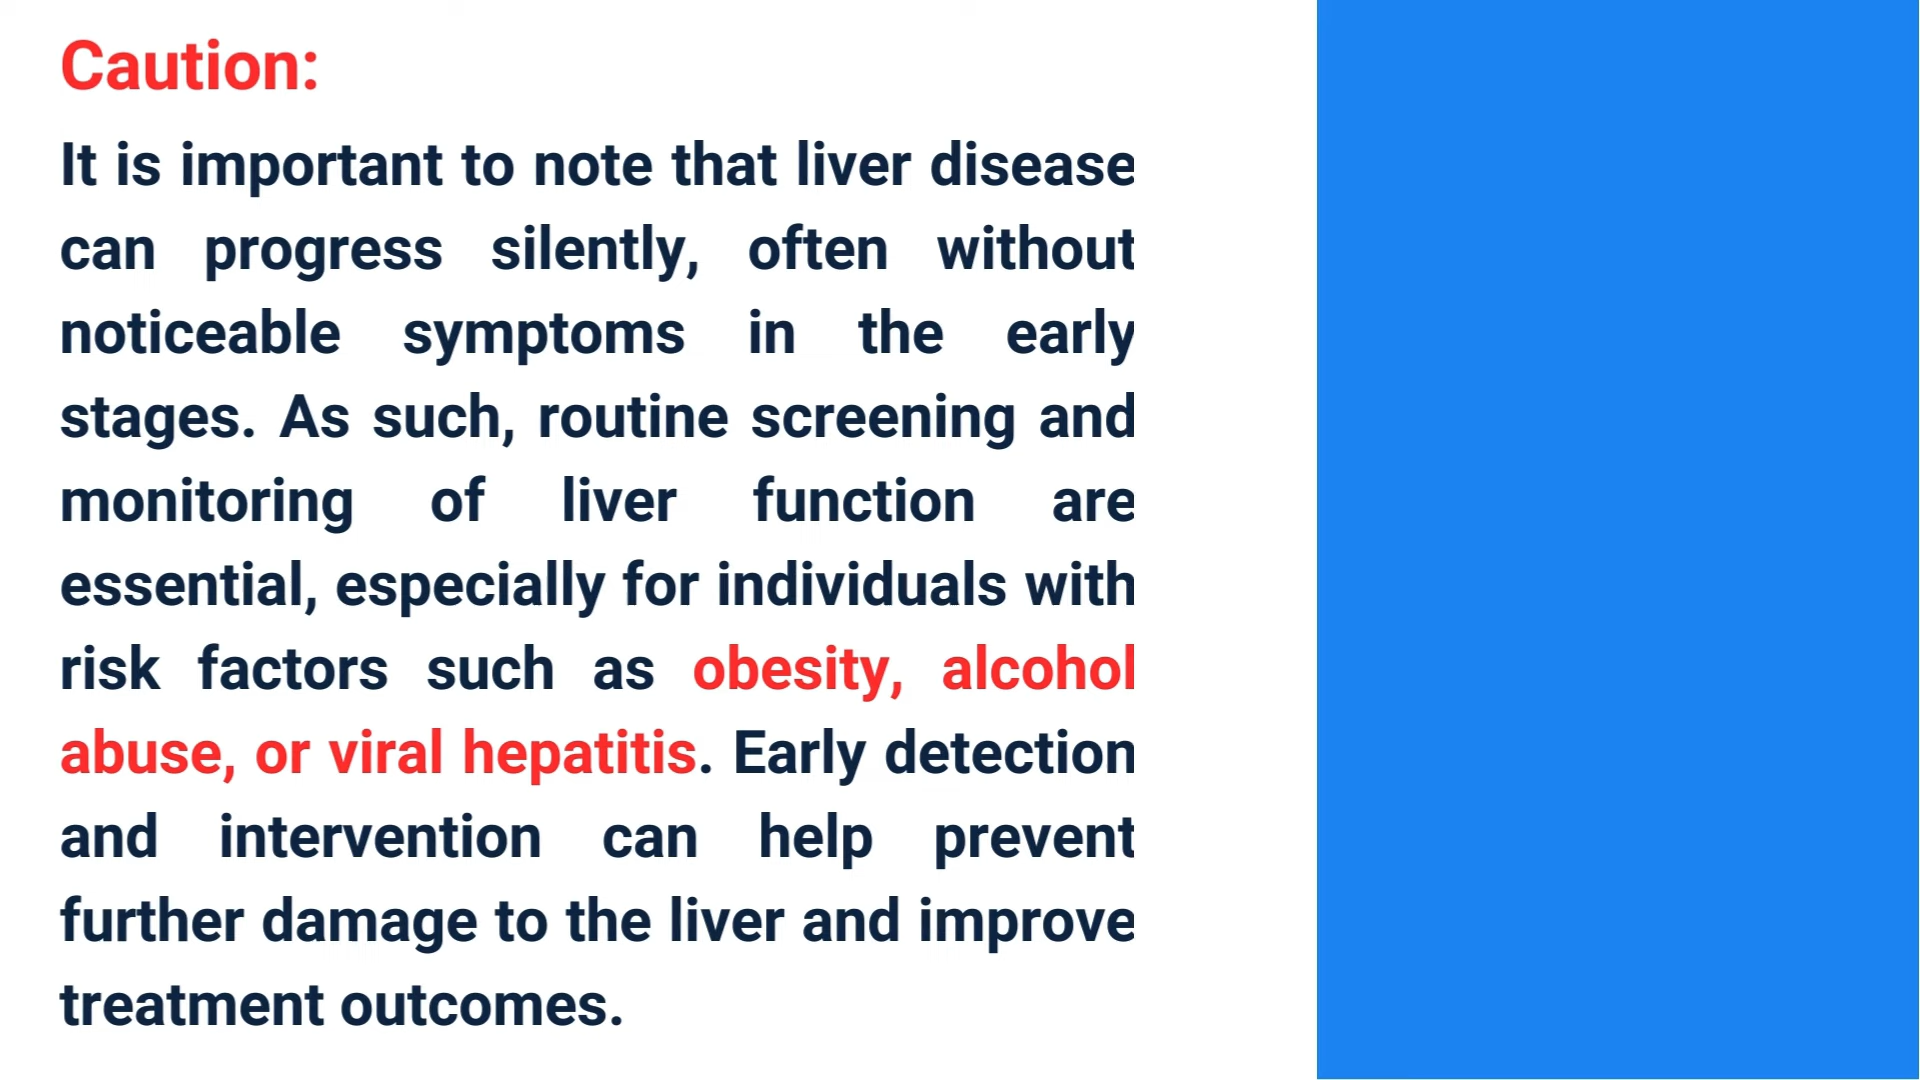 Caution:
It is important to note that liver disease
can progress silently, often without
noticeable symptoms in the early
stages. As such, routine screening and
monitoring of liver function are
essential, especially for individuals with
risk factors such as obesity, alcohol
abuse, or viral hepatitis. Early detection
and intervention can help prevent
further damage to the liver and improve
treatment outcomes.